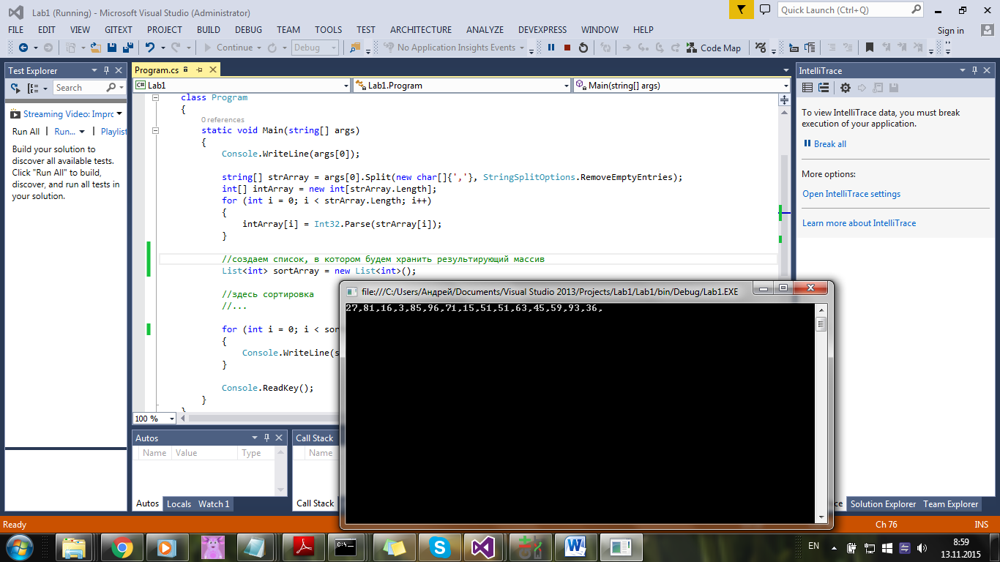 Lab1 (Running) - Microsoft Visual Studio (Administrator)
Quick Launch (Ctrl+Q)
FILE EDIT VIEW GITEXT PROJECT BUILD DEBUG TEAM TOOLS TEST ARCHITECTURE ANALYZE DEVEXPRESS WINDOW HELP
Sign in
Continue Debug No Application Insights Events Code Map
Test Explorer
Search
Streaming Video: Impro
Run All | Run... | Playlist
Build your solution to
discover all available tests.
Click "Run All" to build,
discover, and run all tests in
your solution.
Program.cs
C# Lab1
Lab1.Program
Main(string[] args)
class Program
{
0 references
static void Main(string[] args)
{
Console.WriteLine(args[0]);
string[] strArray = args[0].Split(new char[]{','}, StringSplitOptions.RemoveEmptyEntries);
int[] intArray = new int[strArray.Length];
for (int i = 0; i < strArray.Length; i++)
{
intArray[i] = Int32.Parse(strArray[i]);
}
//создаем список, в котором будем хранить результирующий массив
List<int> sortArray = new List<int>();
//здесь сортировка
//...
for (int i = 0; i < sor
{
Console.WriteLine(s
}
Console.ReadKey();
}
}
100 %
file:///C:/Users/Андрей/Documents/Visual Studio 2013/Projects/Lab1/Lab1/bin/Debug/Lab1.EXE
27,81,16,3,85,96,71,15,51,51,63,45,59,93,36,
IntelliTrace
To view IntelliTrace data, you must break
execution of your application.
Break all
More options:
Open IntelliTrace settings
Learn more about IntelliTrace
Autos
Name Value Type
Autos Locals Watch 1
Call Stack
Name
Call Stack
ce Solution Explorer Team Explorer
Ready
Ch 76
INS
EN
8:59
13.11.2015